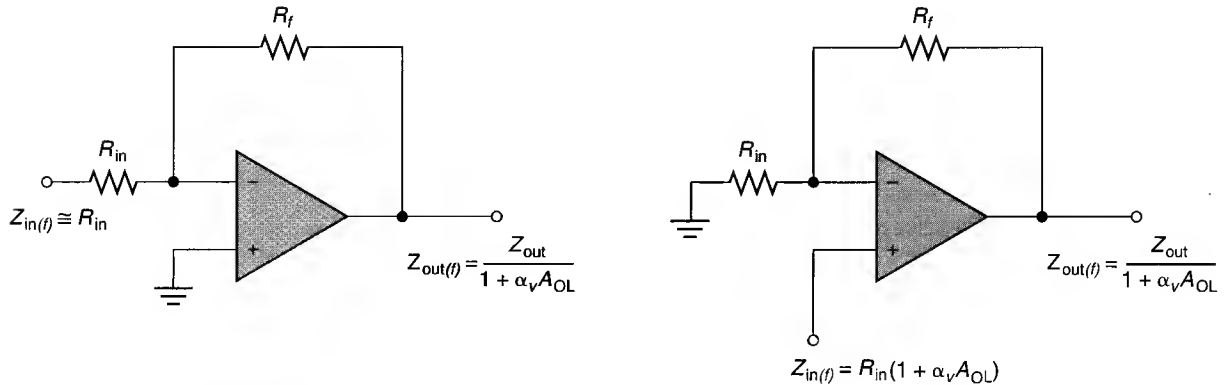 R_f
R_in
−
+
Z_in(f) ≅ R_in
Z_out(f) = Z_out / (1 + α_v A_OL)
R_f
R_in
−
+
Z_out(f) = Z_out / (1 + α_v A_OL)
Z_in(f) = R_in(1 + α_v A_OL)